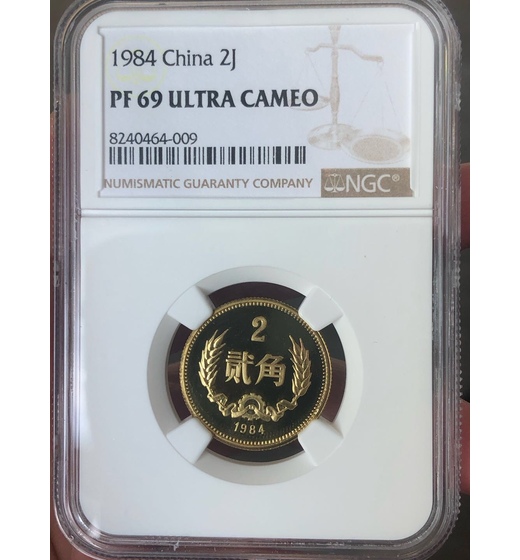 1984 China 2J
PF 69 ULTRA CAMEO
8240464-009
NUMISMATIC GUARANTY COMPANY NGC®
2
贰角
1984